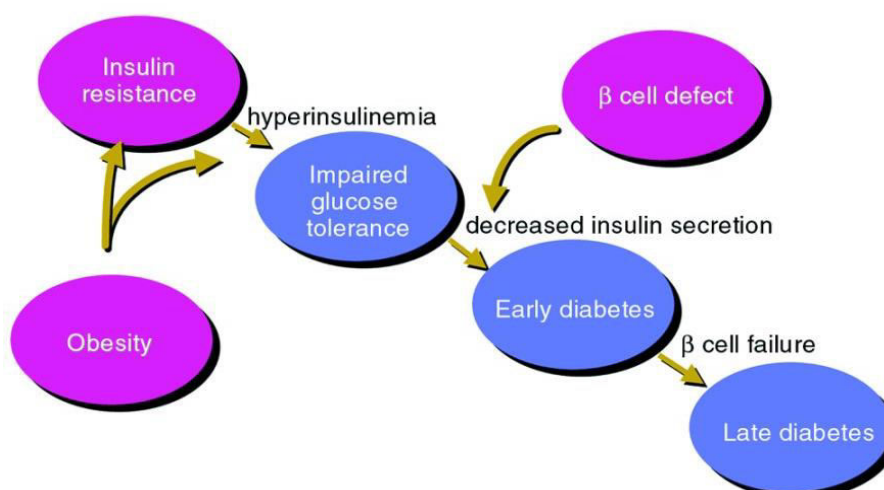 Insulin
resistance
hyperinsulinemia
β cell defect
Impaired
glucose
tolerance
decreased insulin secretion
Early diabetes
Obesity
β cell failure
Late diabetes